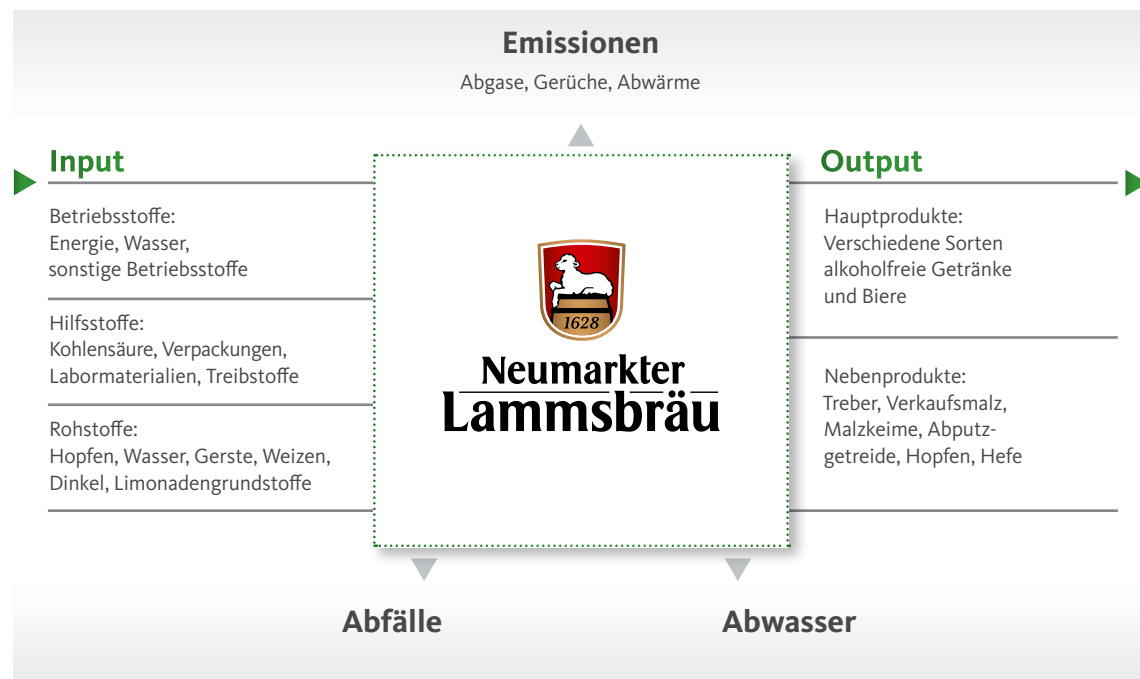 Emissionen
Abgase, Gerüche, Abwärme
Input
Betriebsstoffe:
Energie, Wasser,
sonstige Betriebsstoffe
Hilfsstoffe:
Kohlensäure, Verpackungen,
Labormaterialien, Treibstoffe
Rohstoffe:
Hopfen, Wasser, Gerste, Weizen,
Dinkel, Limonadengrundstoffe
1628
Neumarkter
Lammsbräu
Output
Hauptprodukte:
Verschiedene Sorten
alkoholfreie Getränke
und Biere
Nebenprodukte:
Treber, Verkaufsmalz,
Malzkeime, Abputz-
getreide, Hopfen, Hefe
Abfälle
Abwasser